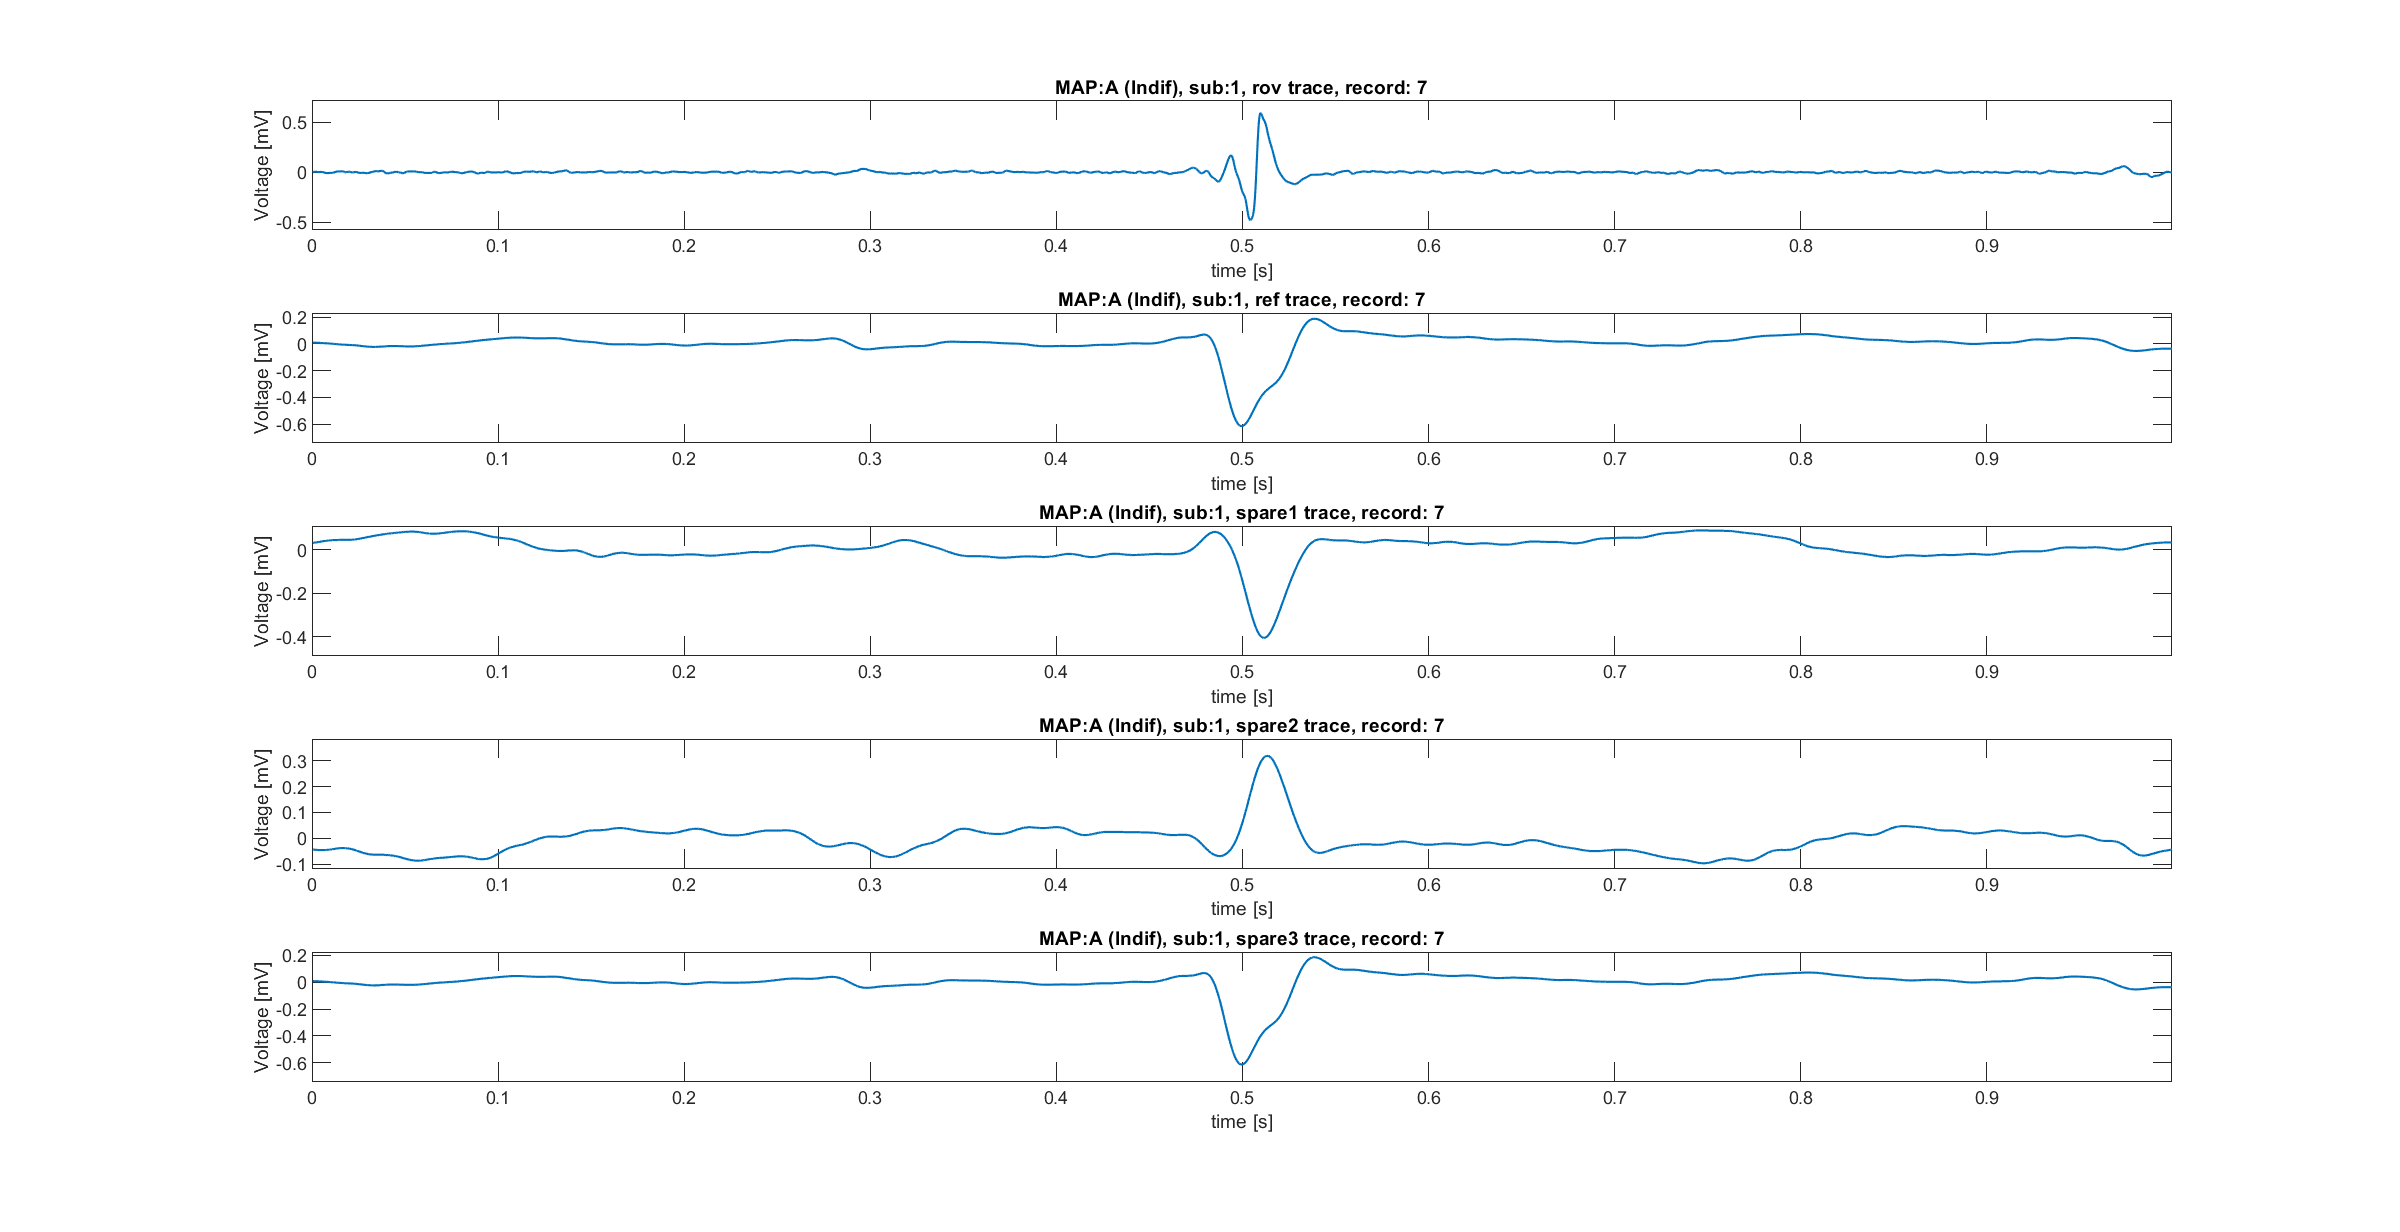 MAP:A (Indif), sub:1, rov trace, record: 7
Voltage [mV]
0.5
0
-0.5
0 0.1 0.2 0.3 0.4 0.5 0.6 0.7 0.8 0.9
time [s]
MAP:A (Indif), sub:1, ref trace, record: 7
Voltage [mV]
0.2
0
-0.2
-0.4
-0.6
0 0.1 0.2 0.3 0.4 0.5 0.6 0.7 0.8 0.9
time [s]
MAP:A (Indif), sub:1, spare1 trace, record: 7
Voltage [mV]
0
-0.2
-0.4
0 0.1 0.2 0.3 0.4 0.5 0.6 0.7 0.8 0.9
time [s]
MAP:A (Indif), sub:1, spare2 trace, record: 7
Voltage [mV]
0.3
0.2
0.1
0
-0.1
0 0.1 0.2 0.3 0.4 0.5 0.6 0.7 0.8 0.9
time [s]
MAP:A (Indif), sub:1, spare3 trace, record: 7
Voltage [mV]
0.2
0
-0.2
-0.4
-0.6
0 0.1 0.2 0.3 0.4 0.5 0.6 0.7 0.8 0.9
time [s]